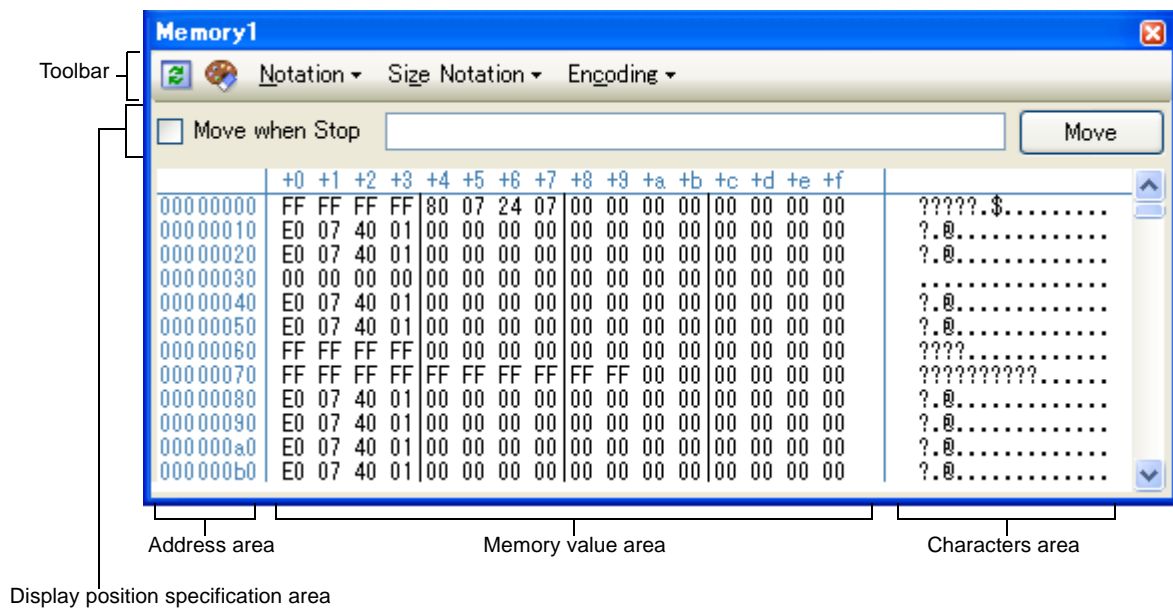 Memory1
Toolbar
Notation Size Notation Encoding
Move when Stop Move
+0 +1 +2 +3 +4 +5 +6 +7 +8 +9 +a +b +c +d +e +f
00000000 FF FF FF FF 80 07 24 07 00 00 00 00 00 00 00 00 ?????.$.........
00000010 E0 07 40 01 00 00 00 00 00 00 00 00 00 00 00 00 ?.@.............
00000020 E0 07 40 01 00 00 00 00 00 00 00 00 00 00 00 00 ?.@.............
00000030 00 00 00 00 00 00 00 00 00 00 00 00 00 00 00 00 ................
00000040 E0 07 40 01 00 00 00 00 00 00 00 00 00 00 00 00 ?.@.............
00000050 E0 07 40 01 00 00 00 00 00 00 00 00 00 00 00 00 ?.@.............
00000060 FF FF FF FF 00 00 00 00 00 00 00 00 00 00 00 00 ????............
00000070 FF FF FF FF FF FF FF FF FF FF 00 00 00 00 00 00 ??????????......
00000080 E0 07 40 01 00 00 00 00 00 00 00 00 00 00 00 00 ?.@.............
00000090 E0 07 40 01 00 00 00 00 00 00 00 00 00 00 00 00 ?.@.............
000000a0 E0 07 40 01 00 00 00 00 00 00 00 00 00 00 00 00 ?.@.............
000000b0 E0 07 40 01 00 00 00 00 00 00 00 00 00 00 00 00 ?.@.............
Address area Memory value area Characters area
Display position specification area